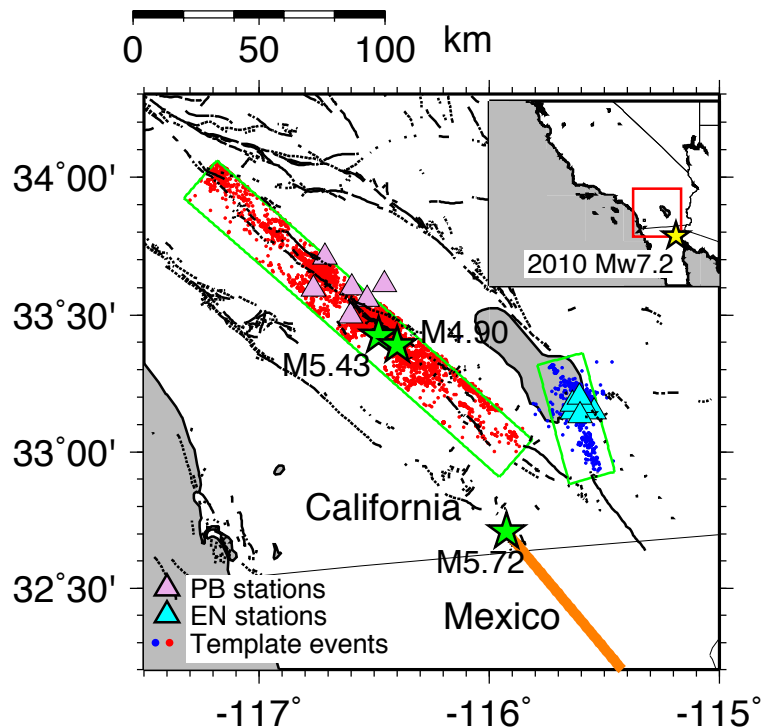 0 50 100 km
34˚00'
33˚30'
33˚00'
32˚30'
-117˚ -116˚ -115˚
2010 Mw7.2
M4.90
M5.43
California
M5.72
Mexico
PB stations
EN stations
Template events